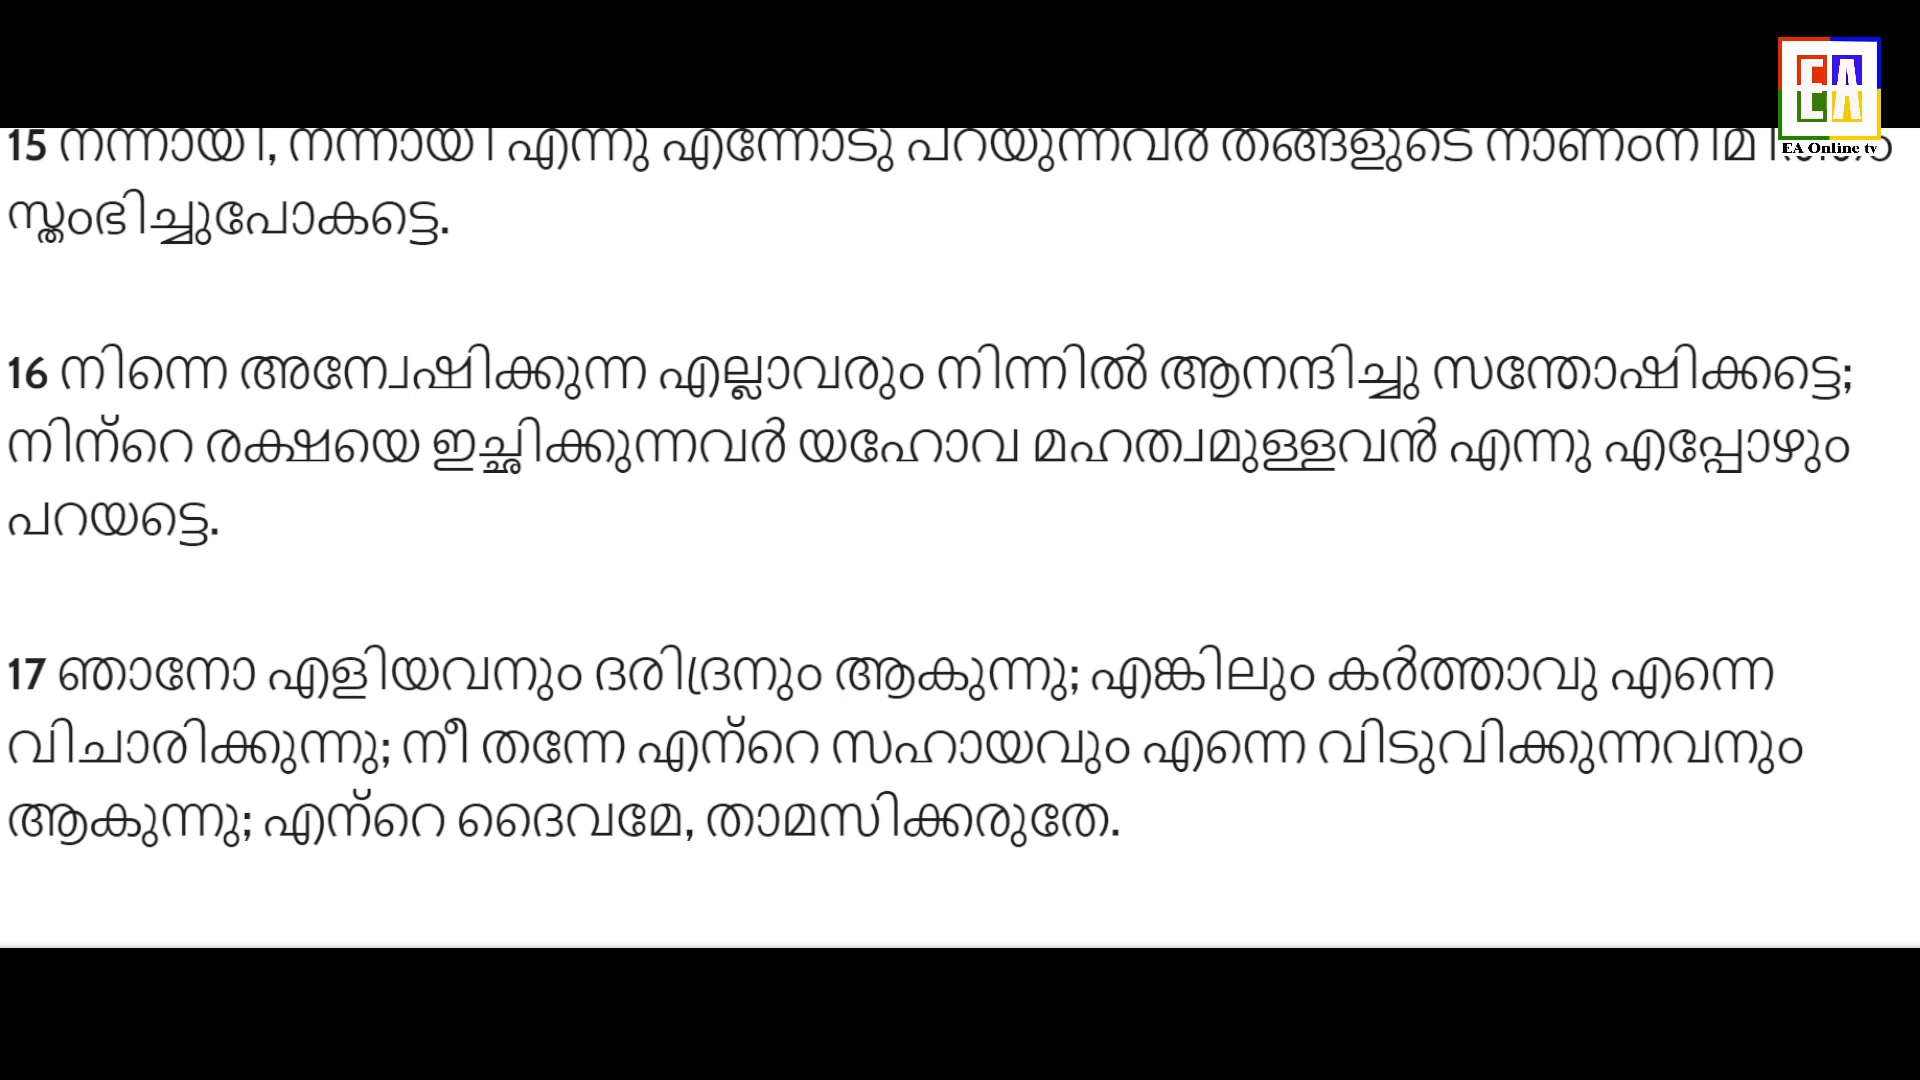 EA
EA Online tv
15 നന്നായി, നന്നായി എന്നു എന്നോടു പറയുന്നവർ തങ്ങളുടെ
സ്തംഭിച്ചുപോകട്ടെ.
16 നിന്നെ അന്വേഷിക്കുന്ന എല്ലാവരും നിന്നിൽ ആനന്ദിച്ചു സന്തോഷിക്കട്ടെ;
നിന്റെ രക്ഷയെ ഇച്ഛിക്കുന്നവർ യഹോവ മഹത്വമുള്ളവൻ എന്നു എപ്പോഴും
പറയട്ടെ.
17 ഞാനോ എളിയവനും ദരിദ്രനും ആകുന്നു; എങ്കിലും കർത്താവു എന്നെ
വിചാരിക്കുന്നു; നീ തന്നേ എന്റെ സഹായവും എന്നെ വിടുവിക്കുന്നവനും
ആകുന്നു; എന്റെ ദൈവമേ, താമസിക്കരുതേ.